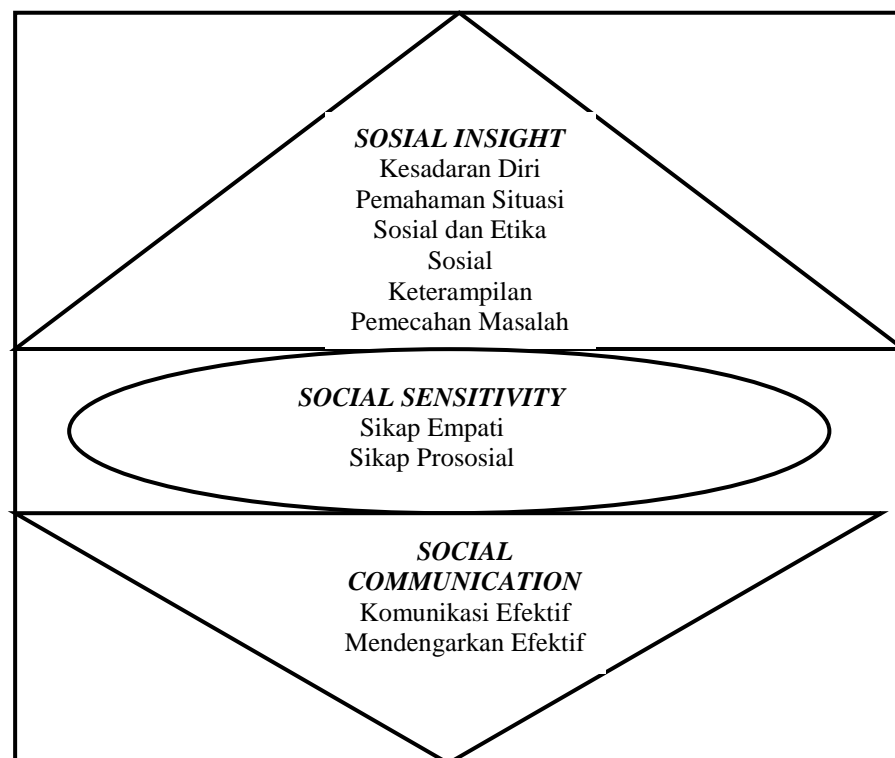 SOSIAL INSIGHT
Kesadaran Diri
Pemahaman Situasi
Sosial dan Etika
Sosial
Keterampilan
Pemecahan Masalah
SOCIAL SENSITIVITY
Sikap Empati
Sikap Prososial
SOCIAL
COMMUNICATION
Komunikasi Efektif
Mendengarkan Efektif